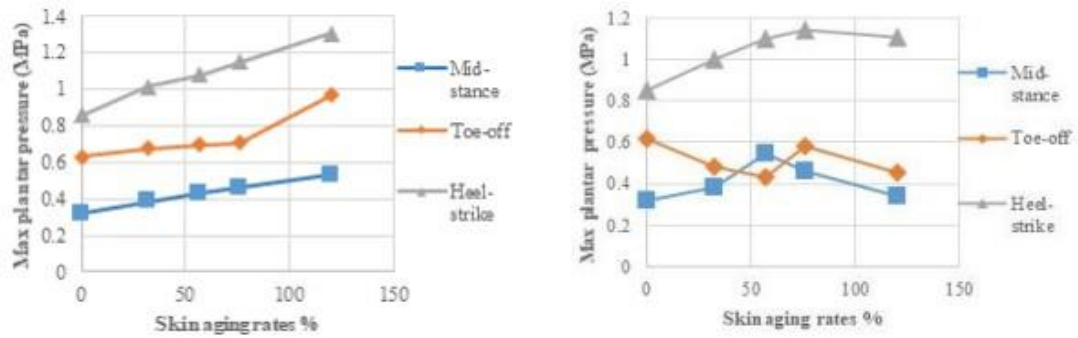 Max plantar pressure (MPa)
1.4
1.2
1
0.8
0.6
0.4
0.2
0
0
50
100
150
Skin aging rates %
Mid-
stance
Toe-off
Heel-
strike
Max plantar pressure (MPa)
1.2
1
0.8
0.6
0.4
0.2
0
0
50
100
150
Skin aging rates %
Mid-
stance
Toe-off
Heel-
strike